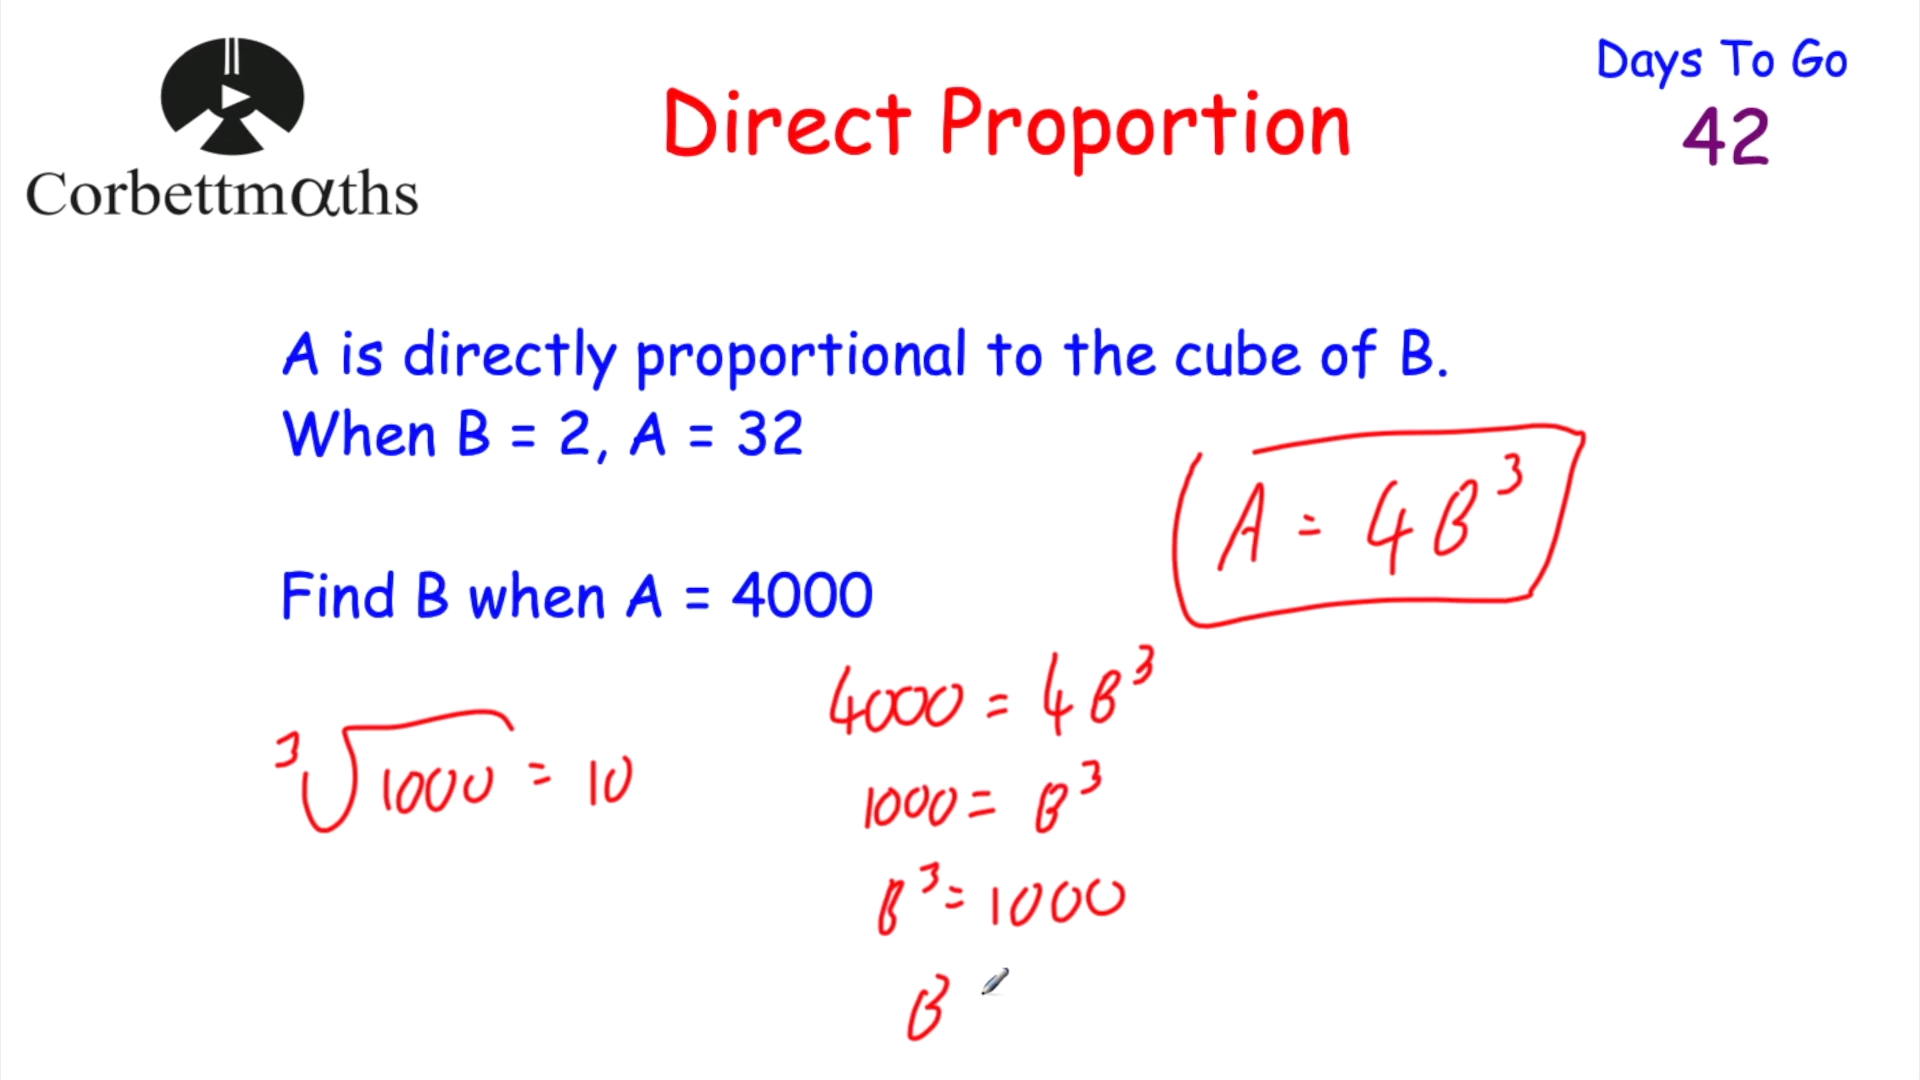 Corbettmαths
Direct Proportion
Days To Go
42
A is directly proportional to the cube of B.
When B = 2, A = 32
A = 4B³
Find B when A = 4000
4000 = 4B³
³√1000 = 10
1000 = B³
B³ = 1000
B